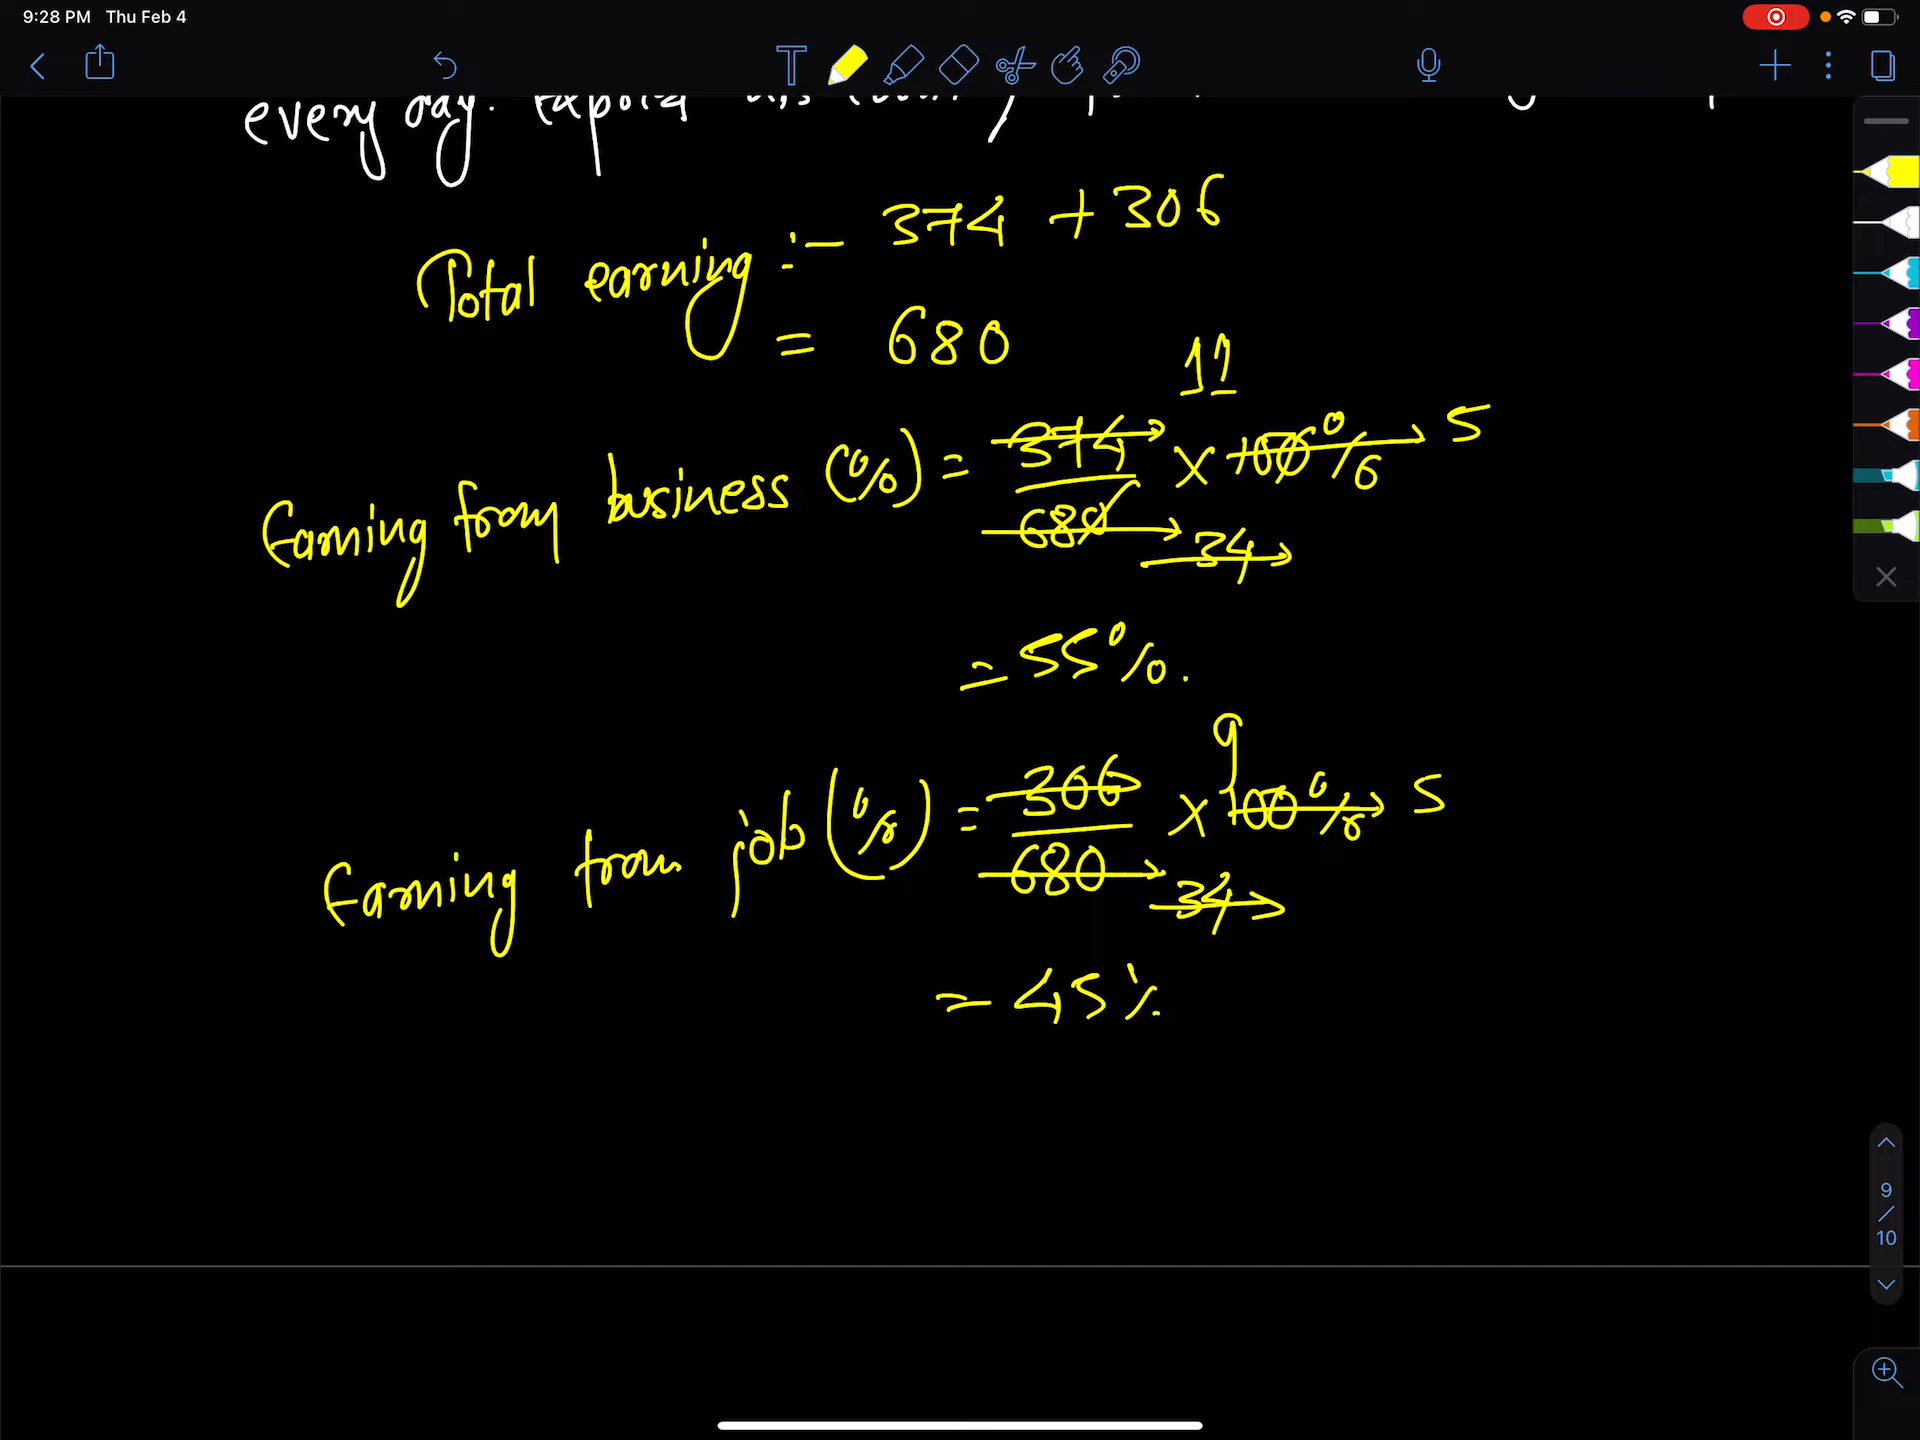 9:28 PM Thu Feb 4
every day.
Total earning :- 374 + 306
= 680
11
Earning from business (%) = 374 × 100% 5
680 34
= 55%.
9
Earning from job (%) = 306 × 100% 5
680 34
= 45%
9
/
10